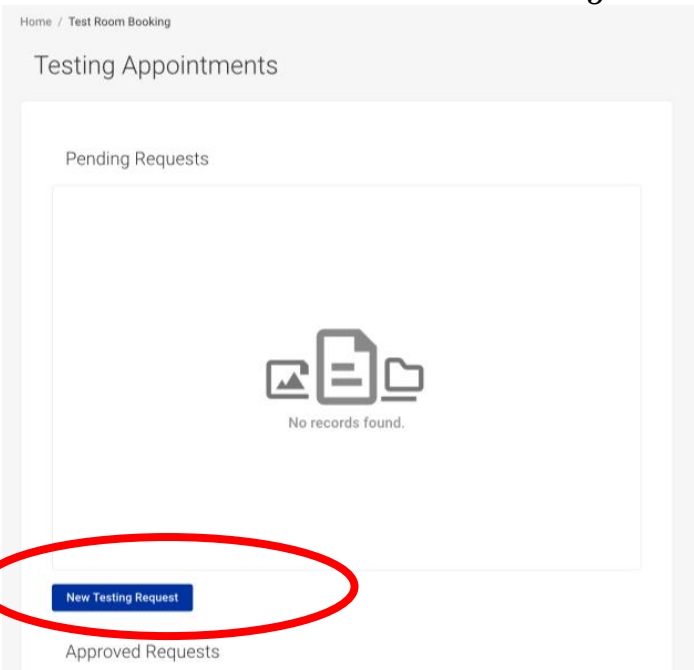 Home / Test Room Booking
Testing Appointments
Pending Requests
No records found.
New Testing Request
Approved Requests